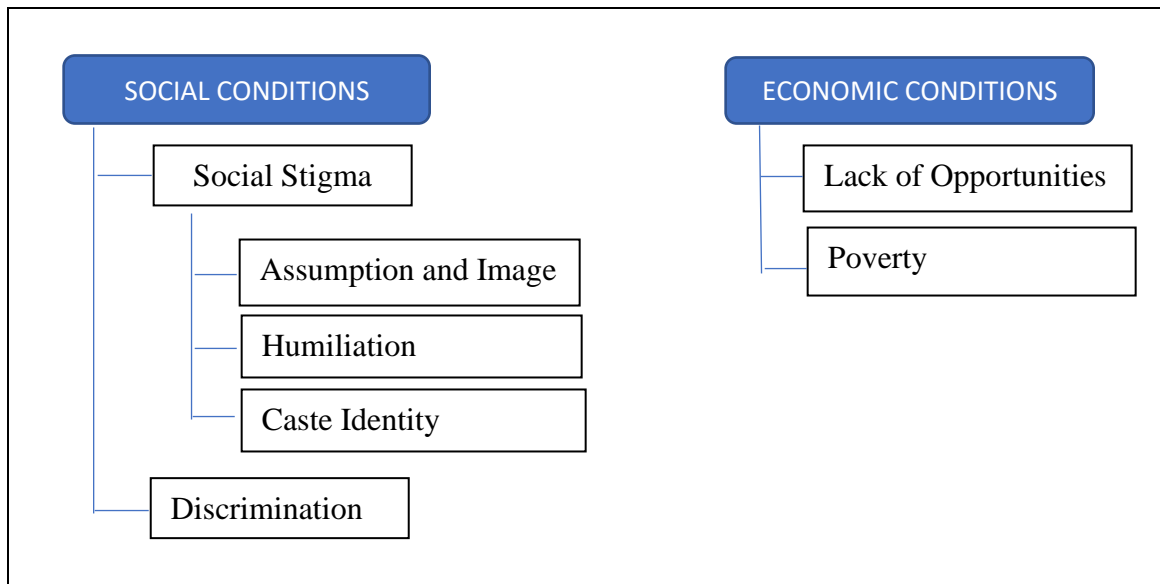 SOCIAL CONDITIONS
Social Stigma
Assumption and Image
Humiliation
Caste Identity
Discrimination
ECONOMIC CONDITIONS
Lack of Opportunities
Poverty